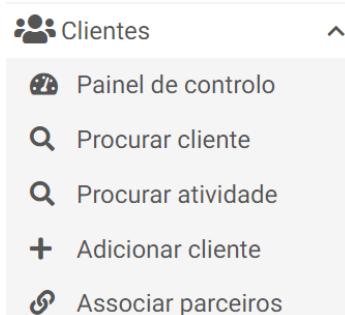 Clientes
Painel de controlo
Procurar cliente
Procurar atividade
Adicionar cliente
Associar parceiros